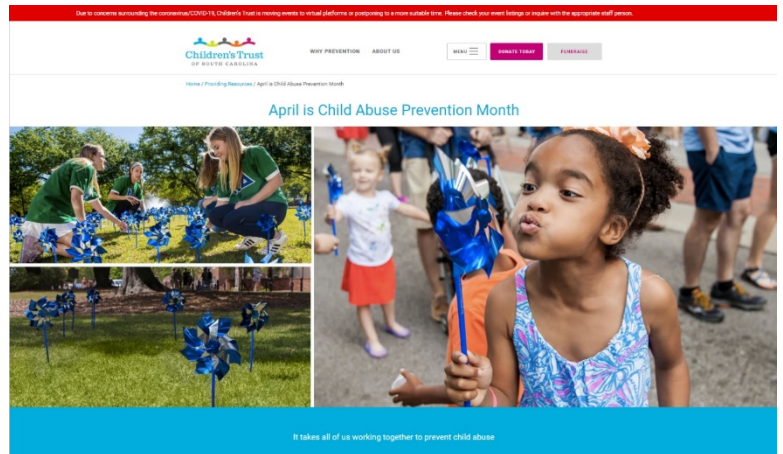 Due to concerns surrounding the coronavirus/COVID-19, Children's Trust is moving events to virtual platforms or postponing to a more suitable time. Please check your event listings or inquire with the appropriate staff person.
Children's Trust
OF SOUTH CAROLINA
WHY PREVENTION ABOUT US MENU DONATE TODAY FUNDRAISE
Home / Providing Resources / April is Child Abuse Prevention Month
April is Child Abuse Prevention Month
It takes all of us working together to prevent child abuse